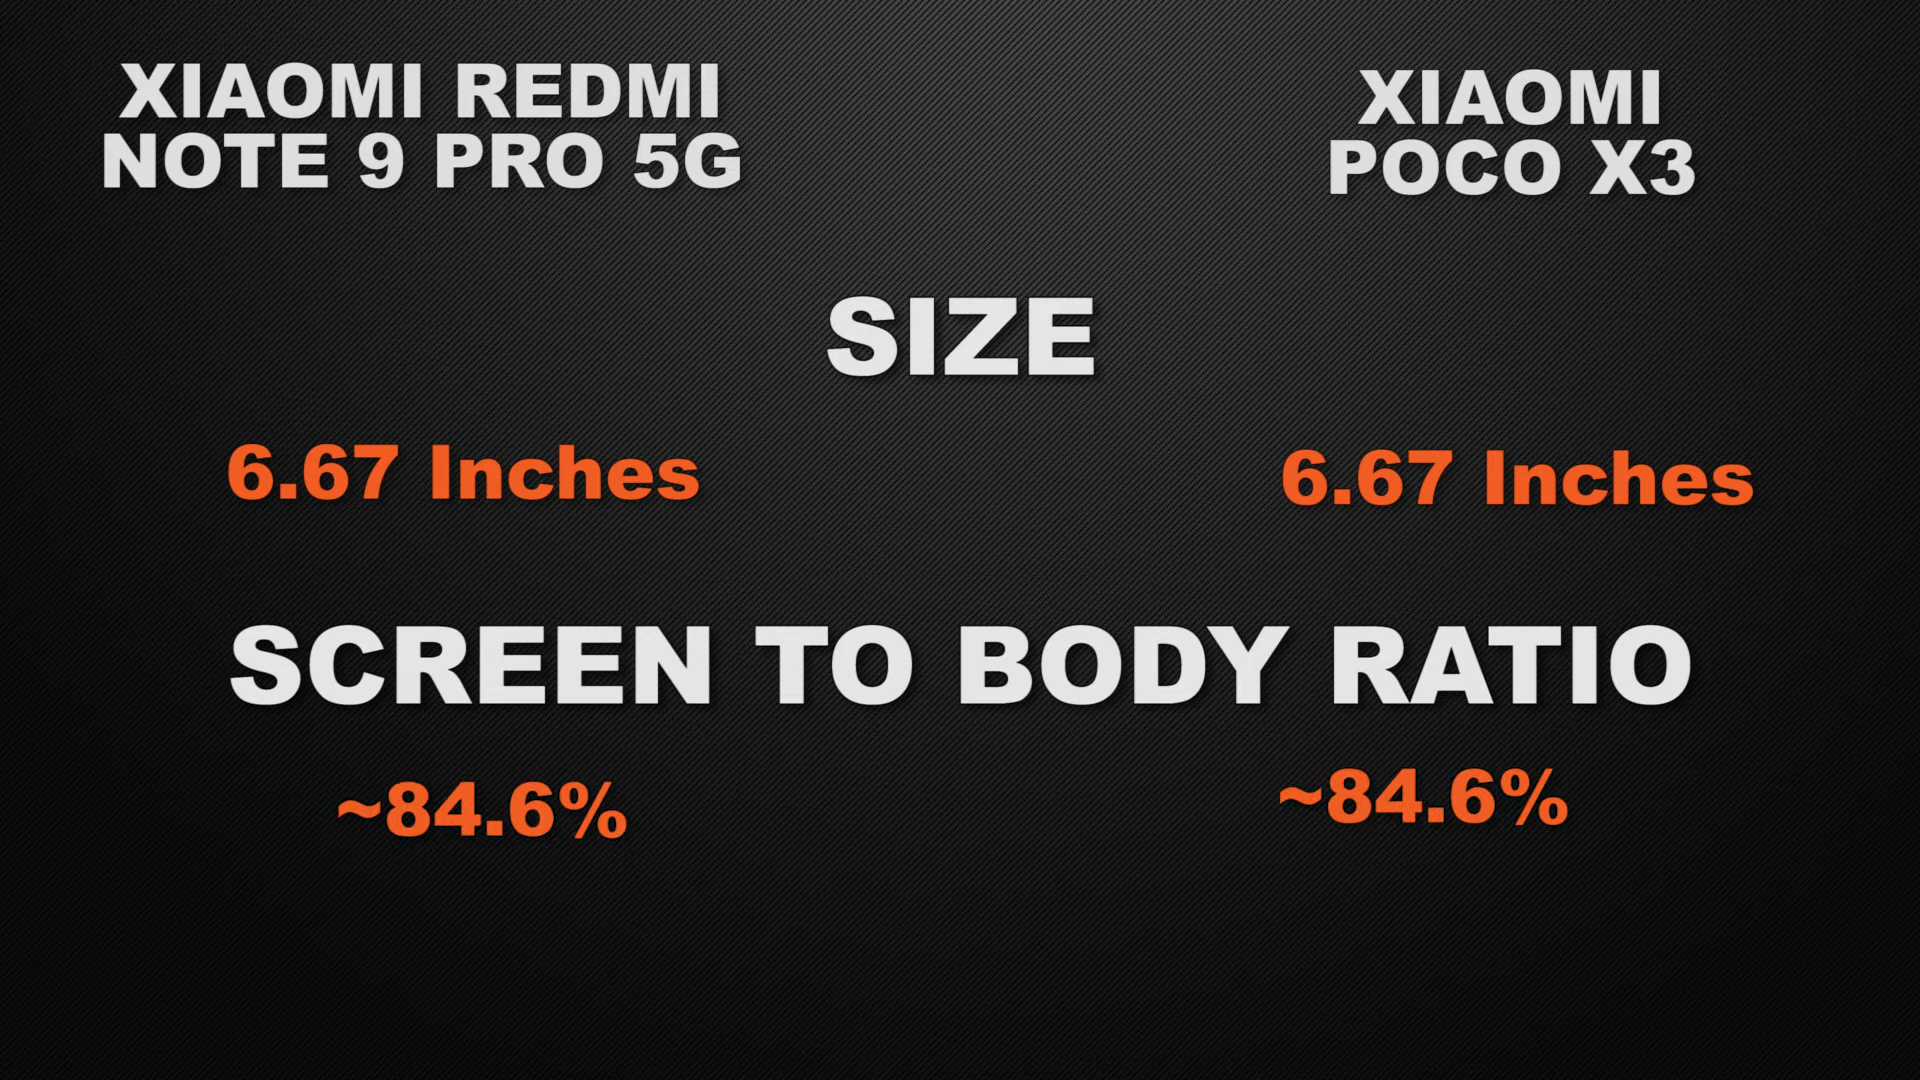 XIAOMI REDMI
NOTE 9 PRO 5G
XIAOMI
POCO X3
SIZE
6.67 Inches
6.67 Inches
SCREEN TO BODY RATIO
~84.6%
~84.6%